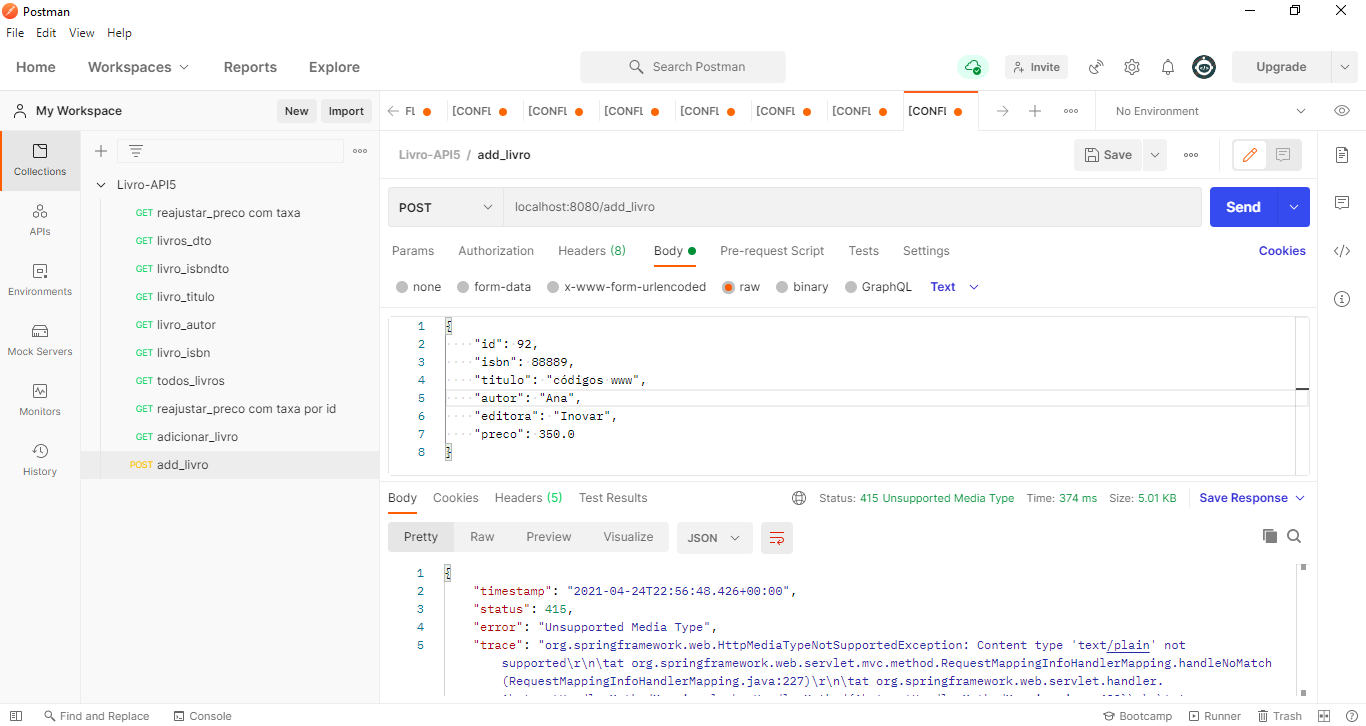 Postman
File Edit View Help
Home Workspaces Reports Explore Search Postman Invite Upgrade
My Workspace New Import
FL [CONFL [CONFL [CONFL [CONFL [CONFL [CONFL [CONFL No Environment
Collections
APIs
Environments
Mock Servers
Monitors
History
Livro-API5
GET reajustar_preco com taxa
GET livros_dto
GET livro_isbndto
GET livro_titulo
GET livro_autor
GET livro_isbn
GET todos_livros
GET reajustar_preco com taxa por id
GET adicionar_livro
POST add_livro
Livro-API5 / add_livro Save
POST localhost:8080/add_livro Send
Params Authorization Headers (8) Body Pre-request Script Tests Settings Cookies
none form-data x-www-form-urlencoded raw binary GraphQL Text
1 {
2 "id": 92,
3 "isbn": 88889,
4 "titulo": "códigos www",
5 "autor": "Ana",
6 "editora": "Inovar",
7 "preco": 350.0
8 }
Body Cookies Headers (5) Test Results Status: 415 Unsupported Media Type Time: 374 ms Size: 5.01 KB Save Response
Pretty Raw Preview Visualize JSON
1 {
2 "timestamp": "2021-04-24T22:56:48.426+00:00",
3 "status": 415,
4 "error": "Unsupported Media Type",
5 "trace": "org.springframework.web.HttpMediaTypeNotSupportedException: Content type 'text/plain' not
supported\r\n\tat org.springframework.web.servlet.mvc.method.RequestMappingInfoHandlerMapping.handleNoMatch
(RequestMappingInfoHandlerMapping.java:227)\r\n\tat org.springframework.web.servlet.handler.
Find and Replace Console Bootcamp Runner Trash